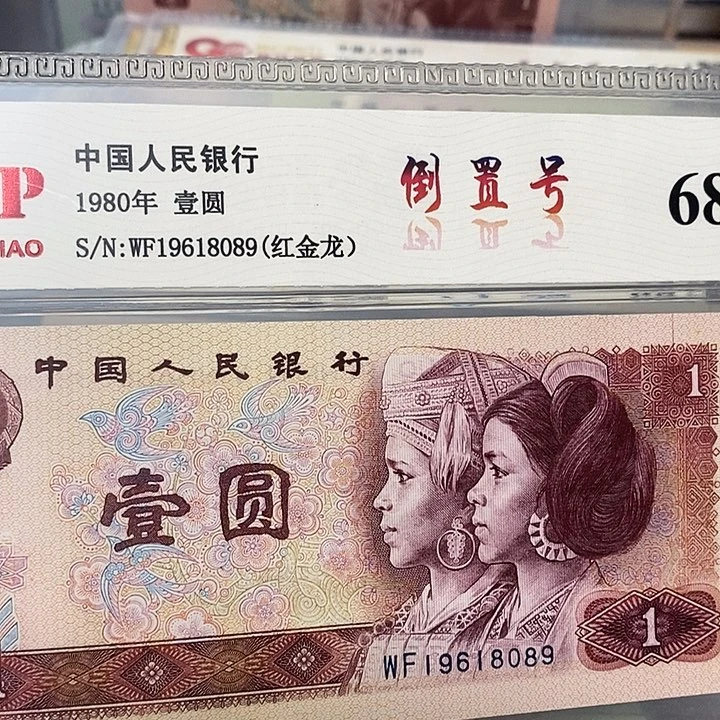 中国人民银行
1980年 壹圆
S/N:WF19618089(红金龙)
倒置号
68
P
IAO
中国人民银行
壹圆
1
1
WF19618089